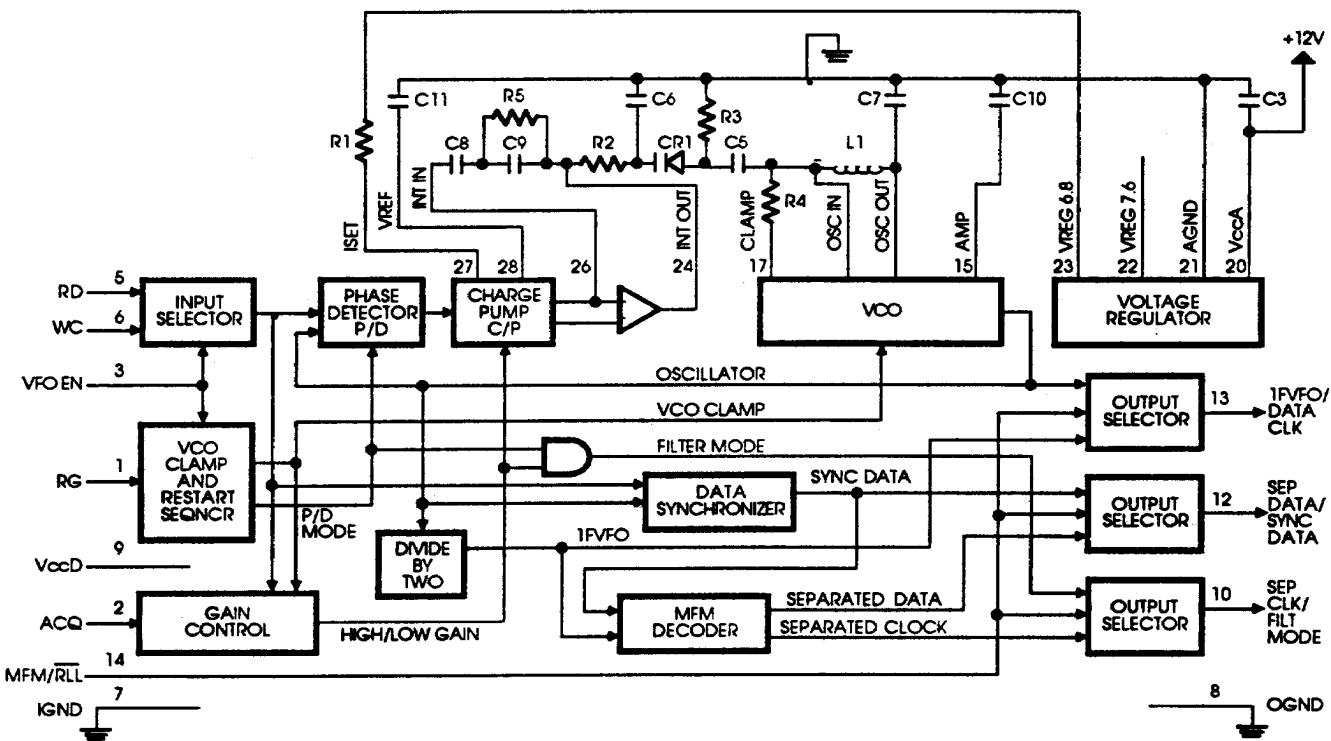 +12V
C11
R5
C6
R3
C7
C10
C3
R1
C8
C9
R2
CR1
C5
L1
R4
ISET
VREF
INT IN
INT OUT
CLAMP
OSC IN
OSC OUT
AMP
VREG 6.8
VREG 7.6
AGND
VccA
27
28
26
24
17
15
23
22
21
20
RD
5
WC
6
INPUT
SELECTOR
PHASE
DETECTOR
P/D
CHARGE
PUMP
C/P
VCO
VOLTAGE
REGULATOR
VFO EN
3
OSCILLATOR
VCO CLAMP
OUTPUT
SELECTOR
13
1FVFO/
DATA
CLK
RG
1
VCO
CLAMP
AND
RESTART
SEQNCR
P/D
MODE
FILTER MODE
DATA
SYNCHRONIZER
SYNC DATA
OUTPUT
SELECTOR
12
SEP
DATA/
SYNC
DATA
VccD
9
DIVIDE
BY
TWO
1FVFO
ACQ
2
GAIN
CONTROL
HIGH/LOW GAIN
MFM
DECODER
SEPARATED DATA
SEPARATED CLOCK
OUTPUT
SELECTOR
10
SEP
CLK/
FILT
MODE
MFM/RLL
14
IGND
7
8
OGND